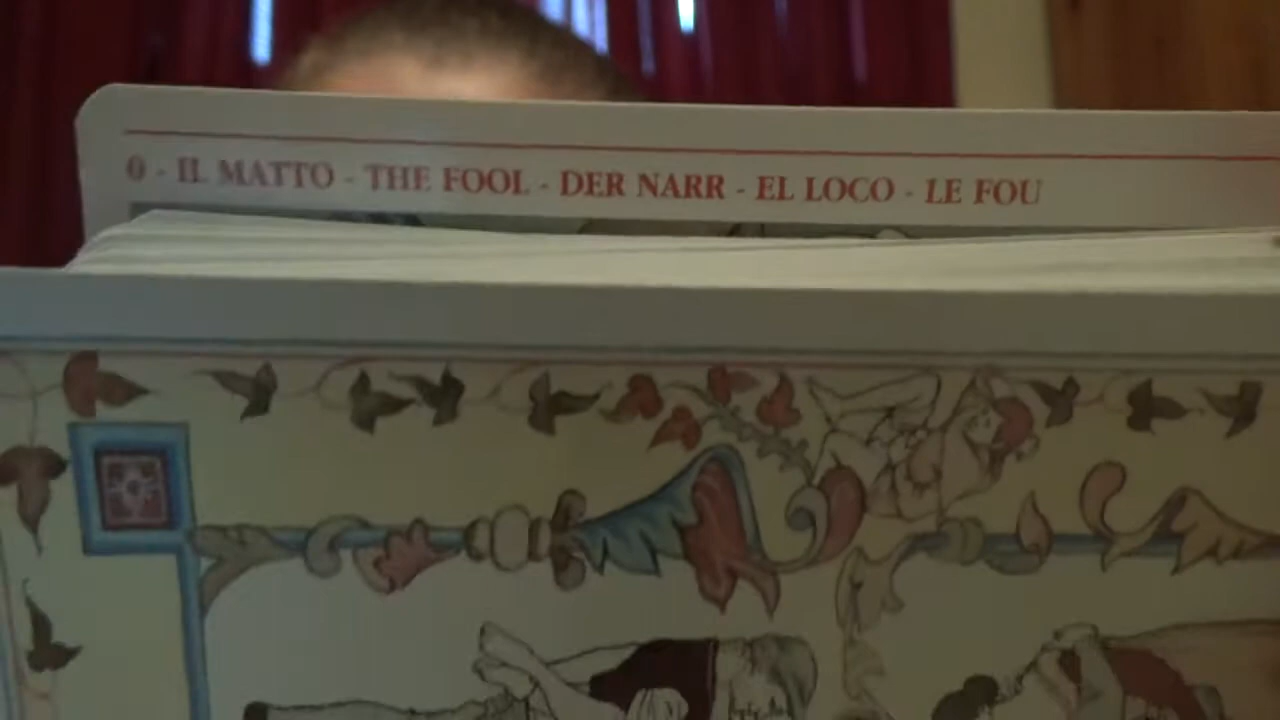 0 - IL MATTO - THE FOOL - DER NARR - EL LOCO - LE FOU